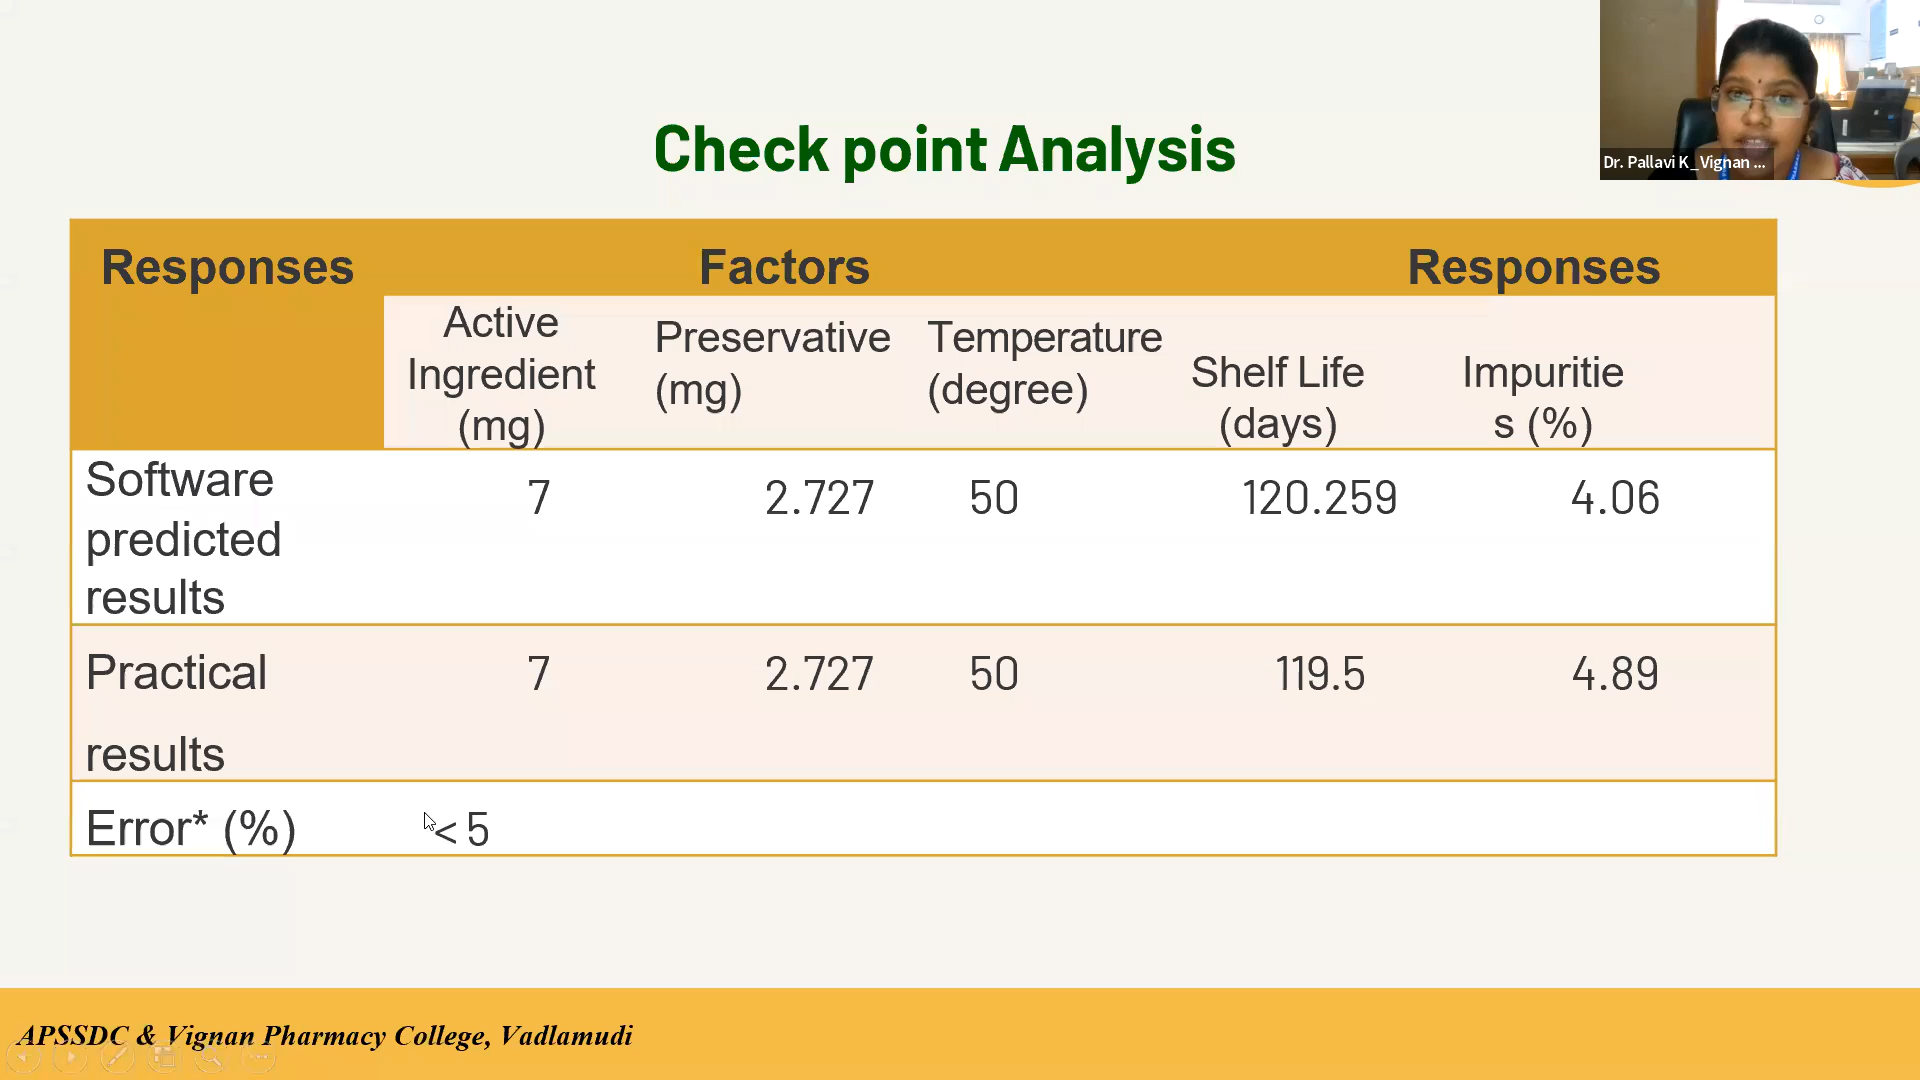 Check point Analysis
Dr. Pallavi K_Vignan ...
Responses Factors Responses
Active
Ingredient
(mg)
Preservative
(mg)
Temperature
(degree)
Shelf Life
(days)
Impuritie
s (%)
Software
predicted
results
7 2.727 50 120.259 4.06
Practical
results
7 2.727 50 119.5 4.89
Error* (%) < 5
APSSDC & Vignan Pharmacy College, Vadlamudi